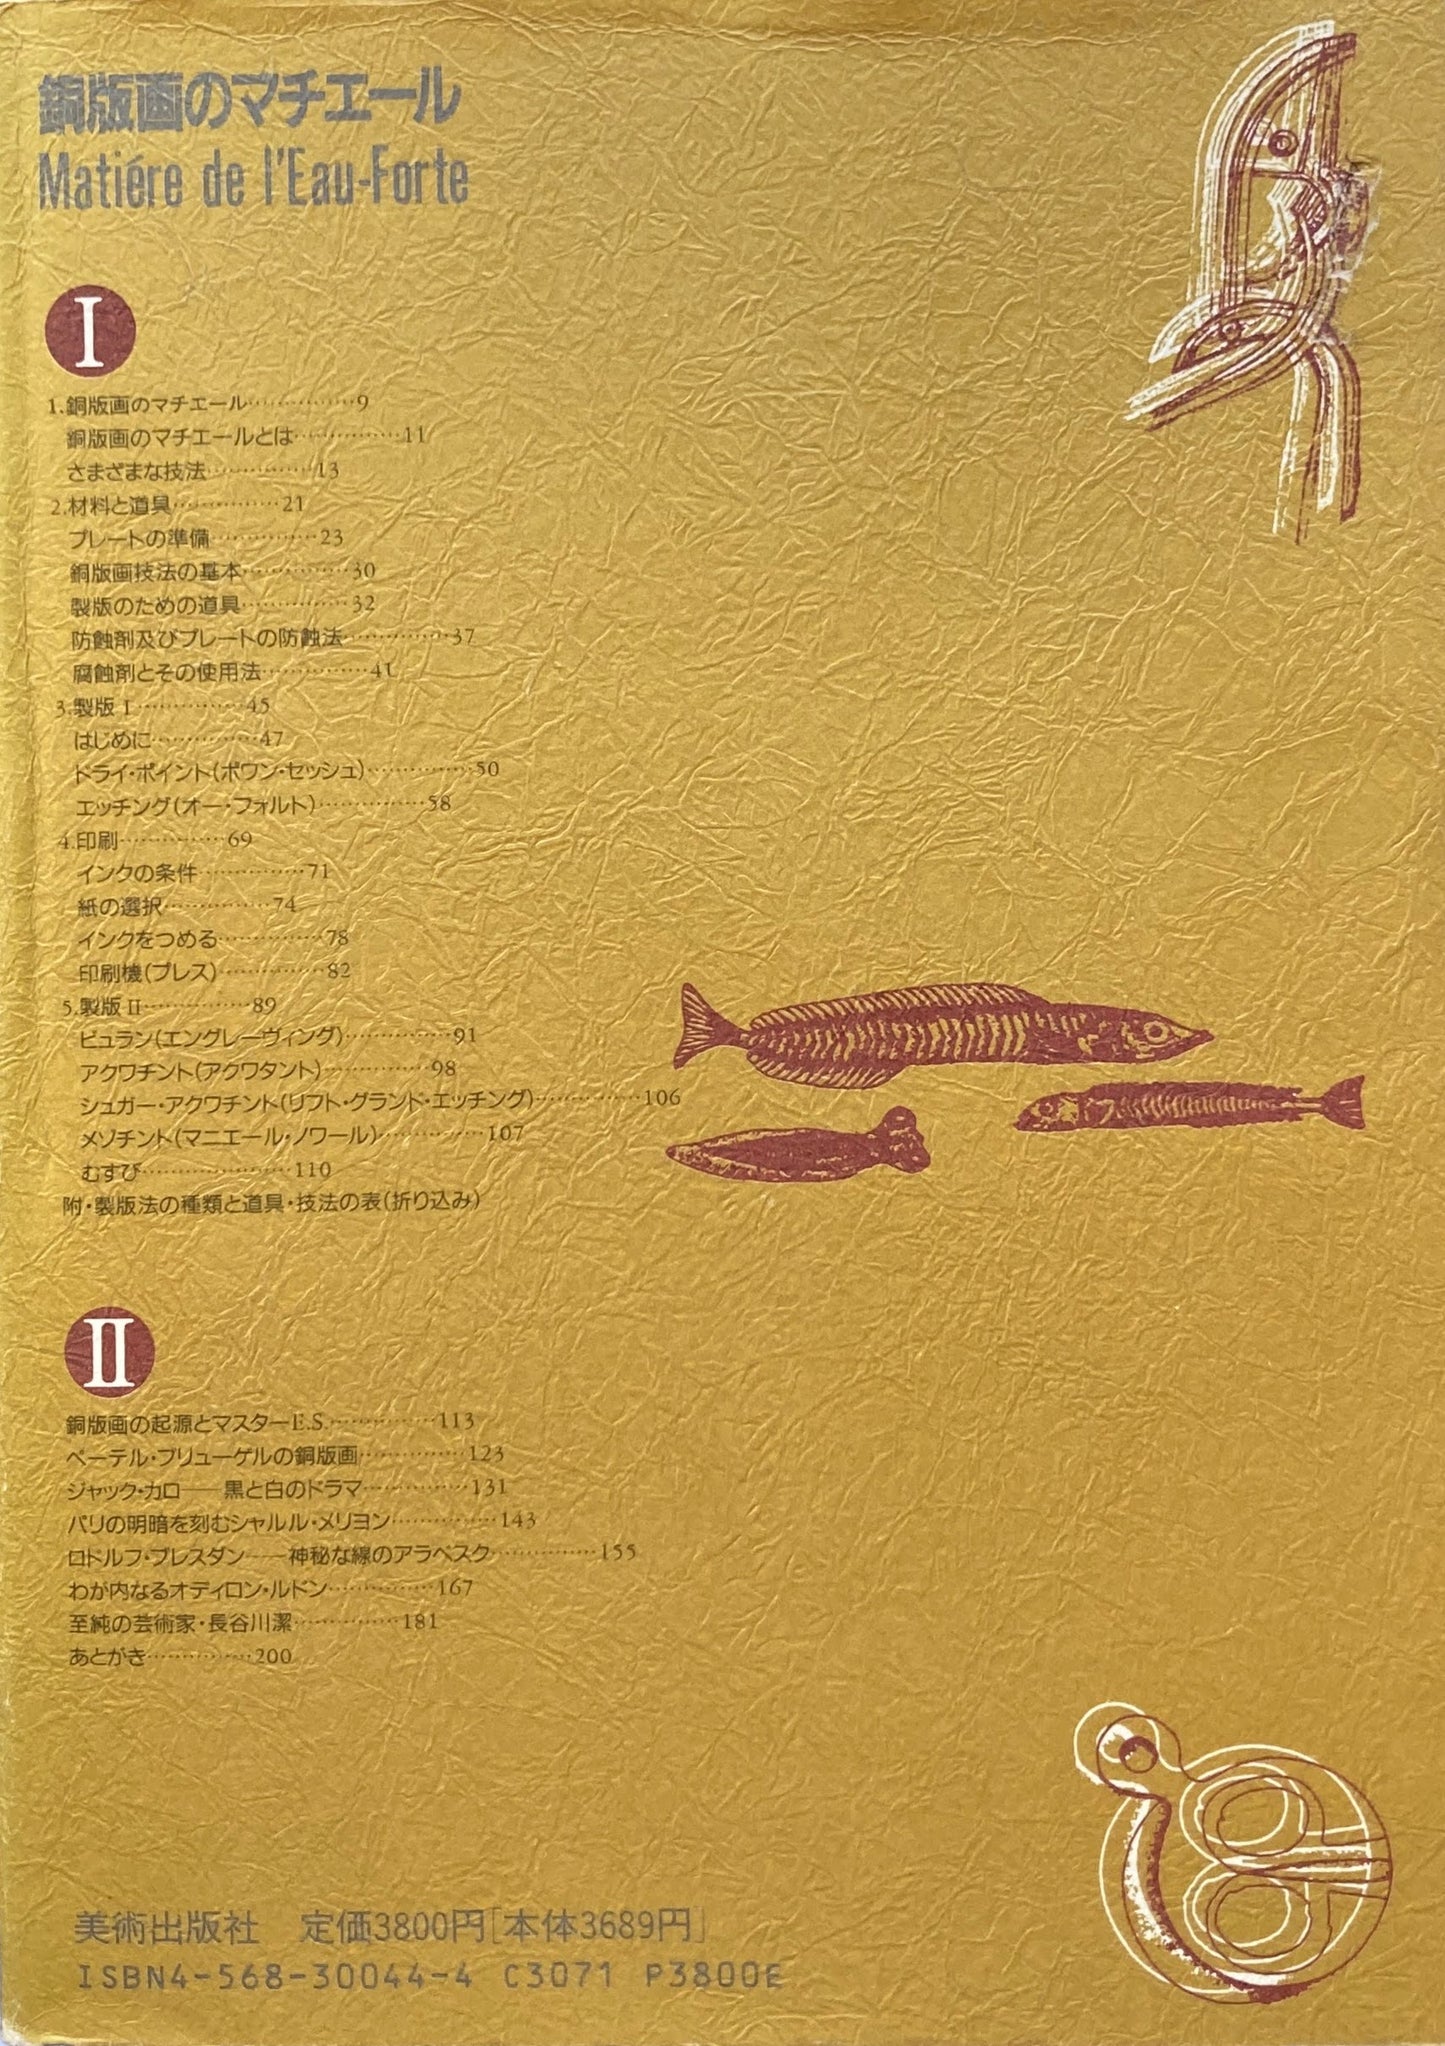 銅版画のマチエール
Matiére de l'Eau-Forte
I
1.銅版画のマチエール……………9
銅版画のマチエールとは……………11
さまざまな技法……………13
2.材料と道具……………21
プレートの準備……………23
銅版画技法の基本……………30
製版のための道具……………32
防蝕剤及びプレートの防蝕法……………37
腐蝕剤とその使用法……………41
3.製版 I……………45
はじめに……………47
ドライ・ポイント(ポワン・セッシュ)……………50
エッチング(オー・フォルト)……………58
4.印刷……………69
インクの条件……………71
紙の選択……………74
インクをつめる……………78
印刷機(プレス)……………82
5.製版 II……………89
ビュラン(エングレーヴィング)……………91
アクワチント(アクワタント)……………98
シュガー・アクワチント(リフト・グランド・エッチング)……………106
メゾチント(マニエール・ノワール)……………107
むすび…………………110
附・製版法の種類と道具・技法の表(折り込み)
II
銅版画の起源とマスターE.S.……………113
ペーテル・ブリューゲルの銅版画……………123
ジャック・カロ──黒と白のドラマ……………131
パリの明暗を刻むシャルル・メリヨン……………143
ロドルフ・ブレスダン──神秘な線のアラベスク……………155
わが内なるオディロン・ルドン……………167
至純の芸術家・長谷川潔……………181
あとがき……………200
美術出版社　定価3800円[本体3689円]
ISBN4-568-30044-4 C3071 P3800E